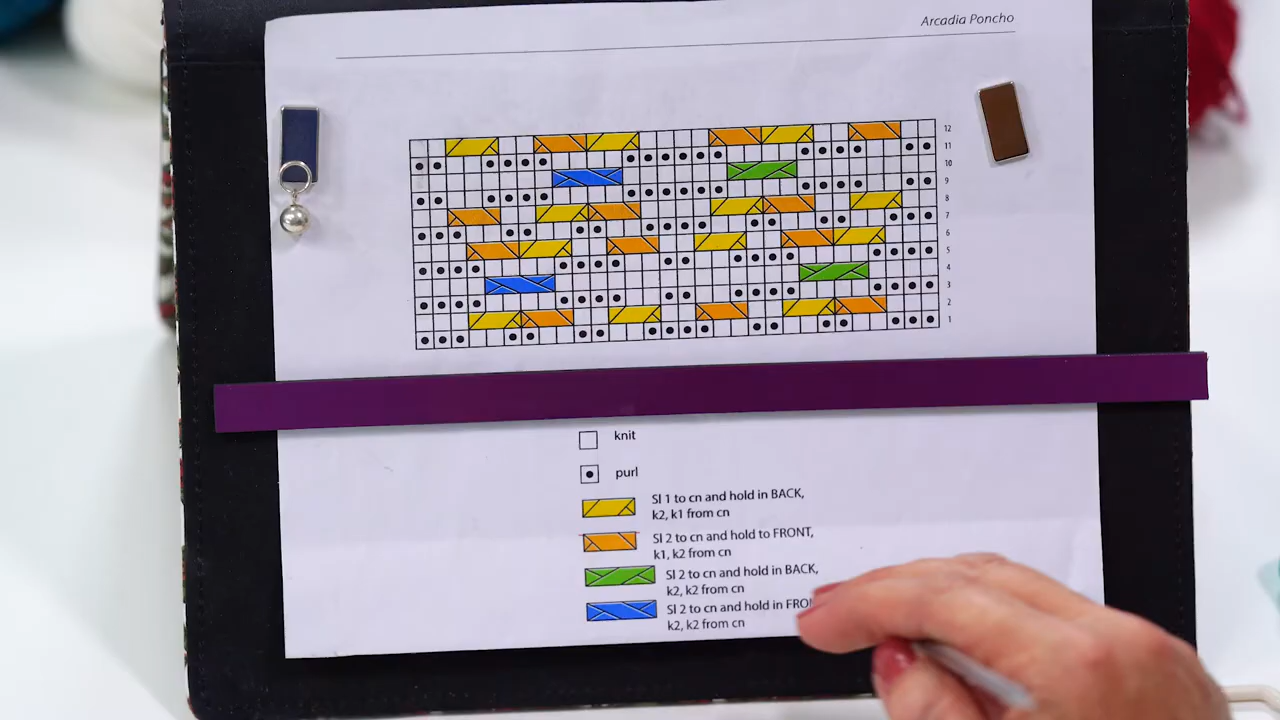 Arcadia Poncho
12
11
10
9
8
7
6
5
4
3
2
1
knit
purl
Sl 1 to cn and hold in BACK,
k2, k1 from cn
Sl 2 to cn and hold to FRONT,
k1, k2 from cn
Sl 2 to cn and hold in BACK,
k2, k2 from cn
Sl 2 to cn and hold in
k2, k2 from cn